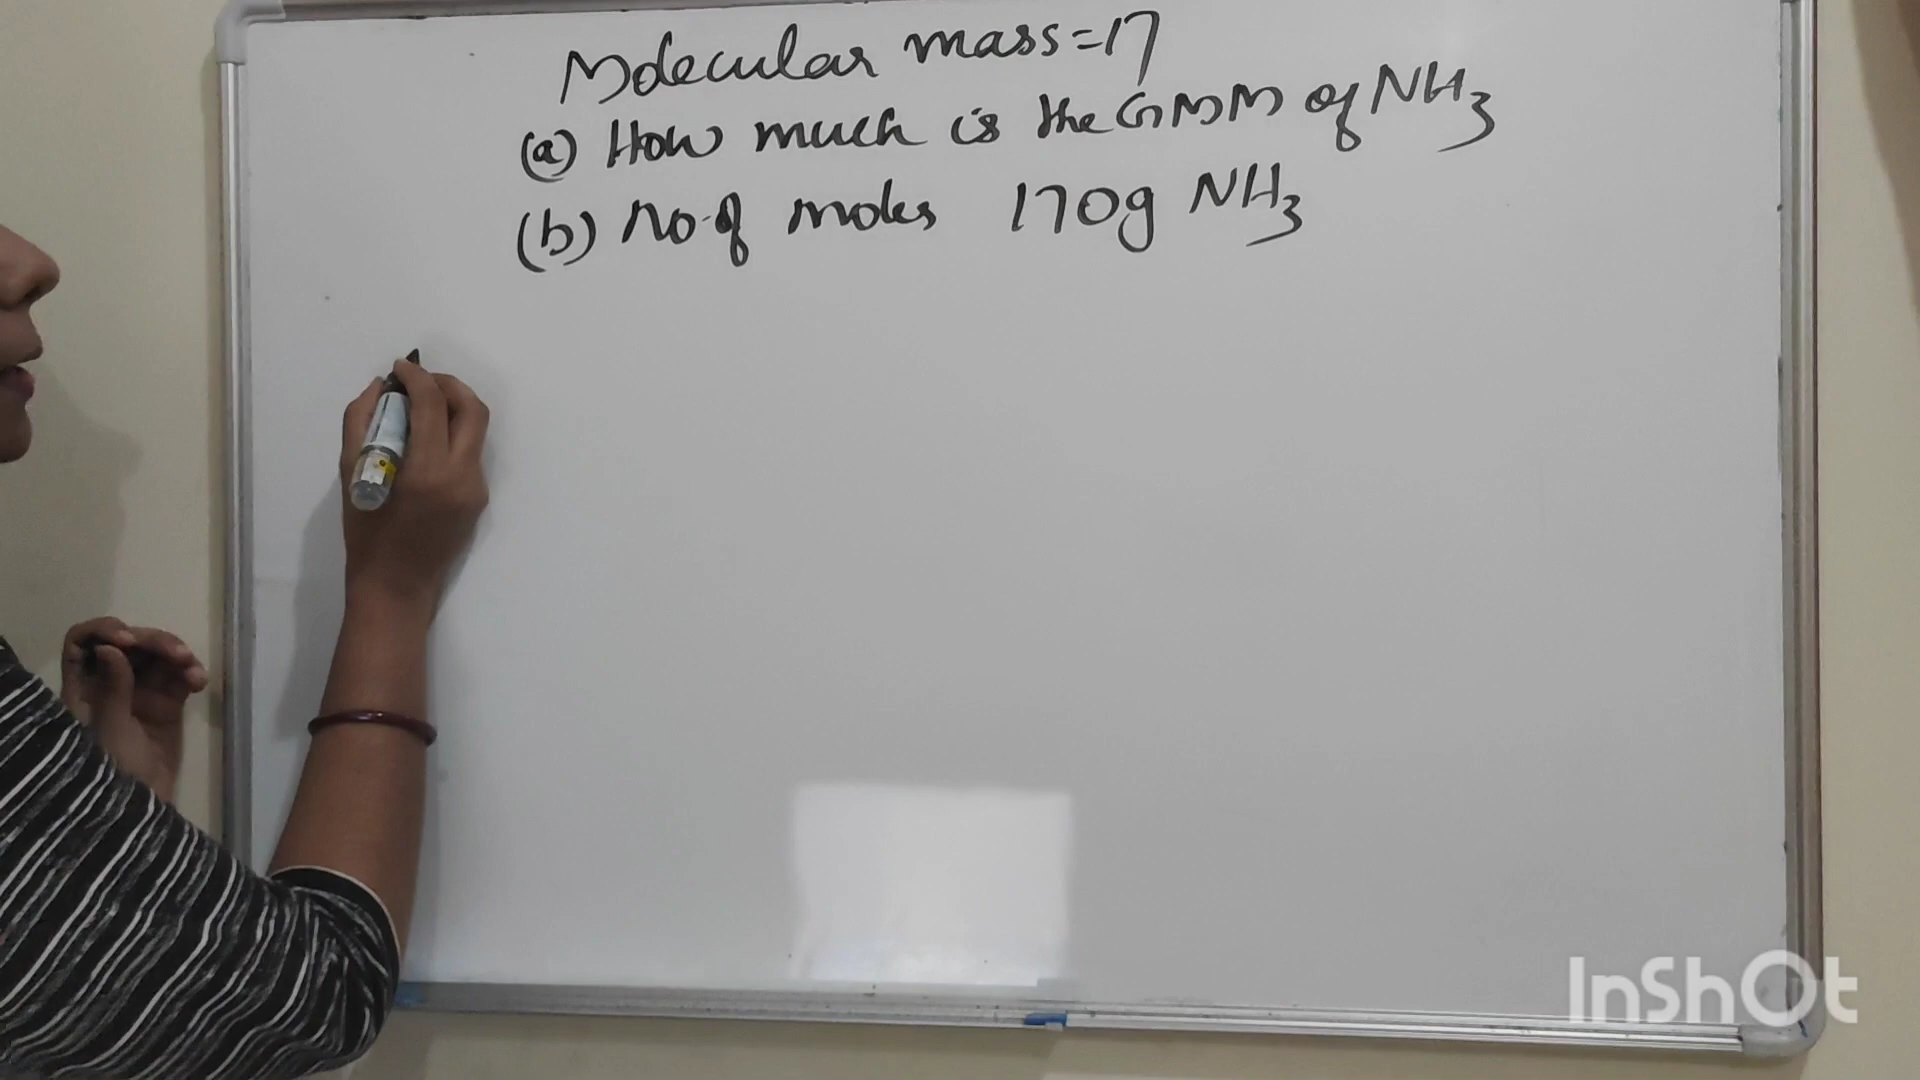 Molecular mass=17
(a) How much is the GMM of NH3
(b) No. of moles 170g NH3
InShOt